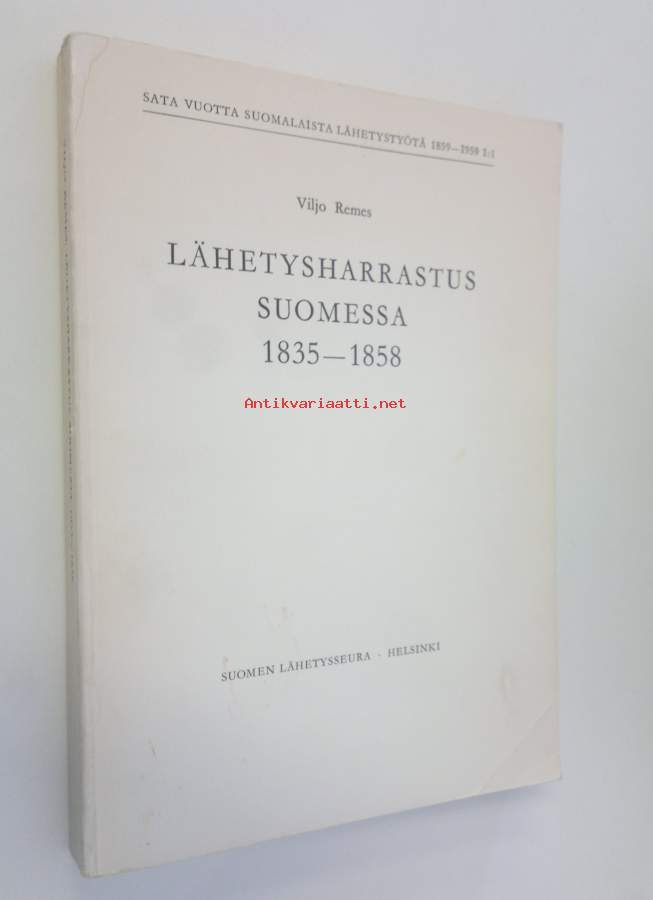 SATA VUOTTA SUOMALAISTA LÄHETYSTYÖTÄ 1859—1959 I:1
Viljo Remes
LÄHETYSHARRASTUS
SUOMESSA
1835—1858
Antikvariaatti.net
SUOMEN LÄHETYSSEURA · HELSINKI